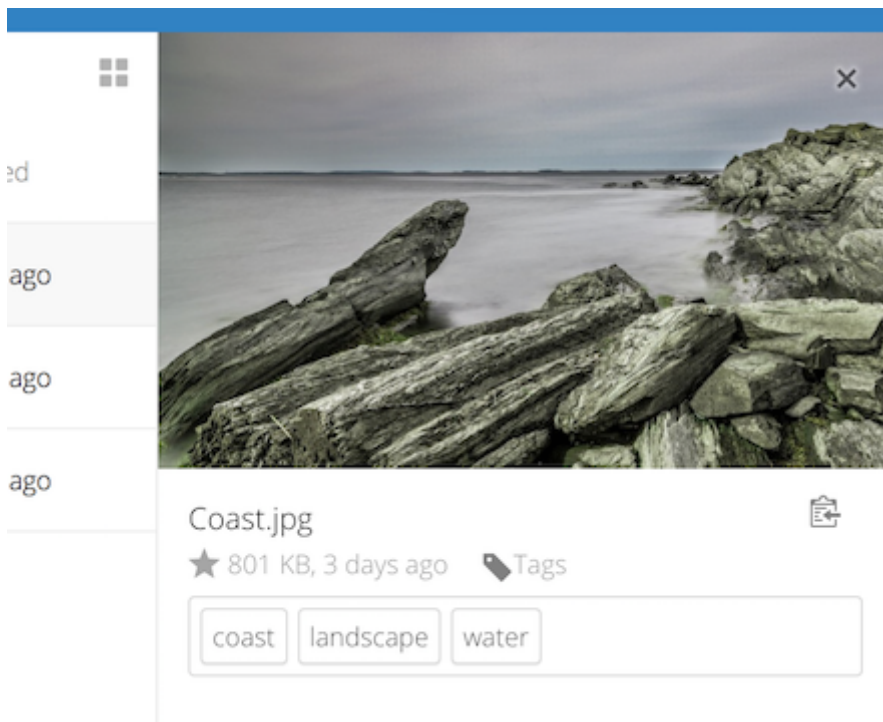 ed
ago
ago
ago
Coast.jpg
801 KB, 3 days ago Tags
coast landscape water